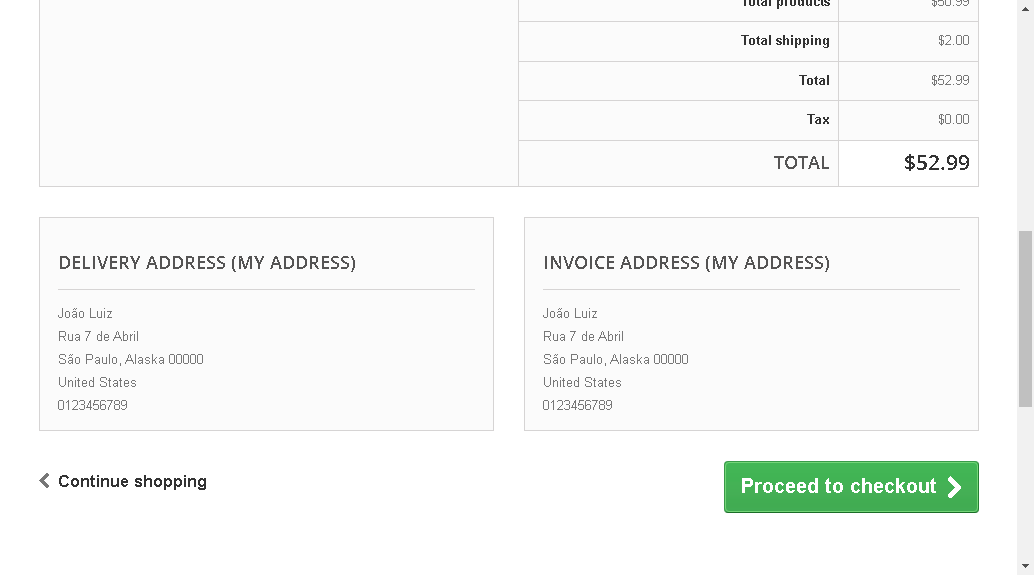 Total products $50.99
Total shipping $2.00
Total $52.99
Tax $0.00
TOTAL $52.99
DELIVERY ADDRESS (MY ADDRESS)
João Luiz
Rua 7 de Abril
São Paulo, Alaska 00000
United States
0123456789
INVOICE ADDRESS (MY ADDRESS)
João Luiz
Rua 7 de Abril
São Paulo, Alaska 00000
United States
0123456789
Continue shopping
Proceed to checkout